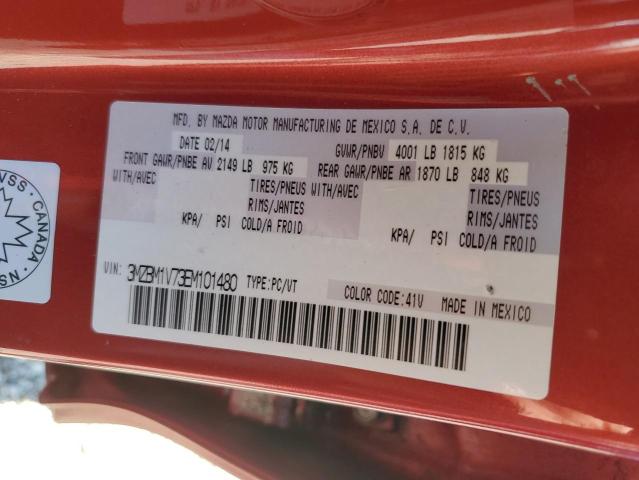 MFD. BY MAZDA MOTOR MANUFACTURING DE MEXICO S.A. DE C.V.
DATE 02/14 GVWR/PNBV 4001 LB 1815 KG
FRONT GAWR/PNBE AV 2149 LB 975 KG REAR GAWR/PNBE AR 1870 LB 848 KG
WITH/AVEC TIRES/PNEUS WITH/AVEC TIRES/PNEUS
RIMS/JANTES RIMS/JANTES
KPA/ PSI COLD/A FROID KPA/ PSI COLD/A FROID
VIN: 3MZBM1V73EM101480 TYPE:PC/VT COLOR CODE:41V MADE IN MEXICO
CANADA